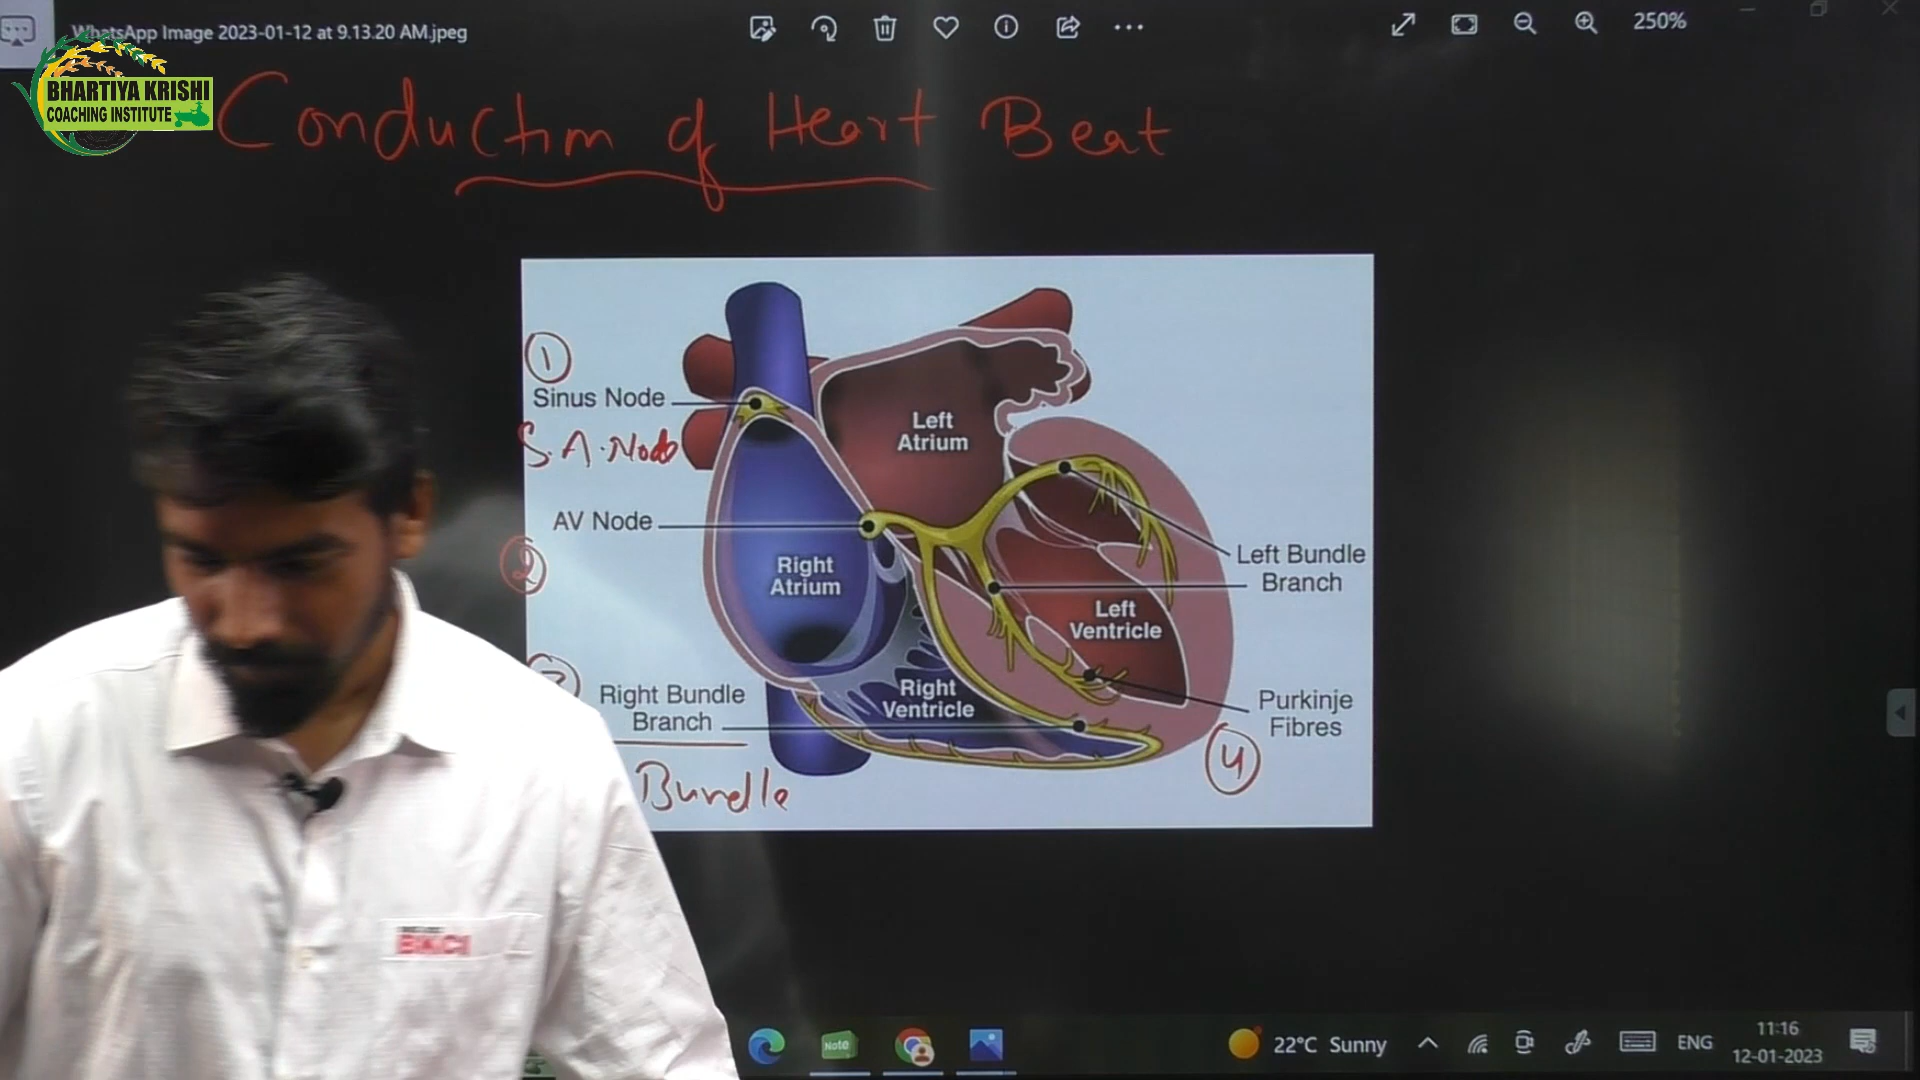 WhatsApp Image 2023-01-12 at 9.13.20 AM.jpeg
250%
BHARTIYA KRISHI
COACHING INSTITUTE
Conduction of Heart Beat
1
Sinus Node
S.A. Node
AV Node
2
Left
Atrium
Right
Atrium
Left Bundle
Branch
Left
Ventricle
3
Right Bundle
Branch
Right
Ventricle
Purkinje
Fibres
4
Bundle
BKCI
Note
22°C Sunny
ENG
11:16
12-01-2023